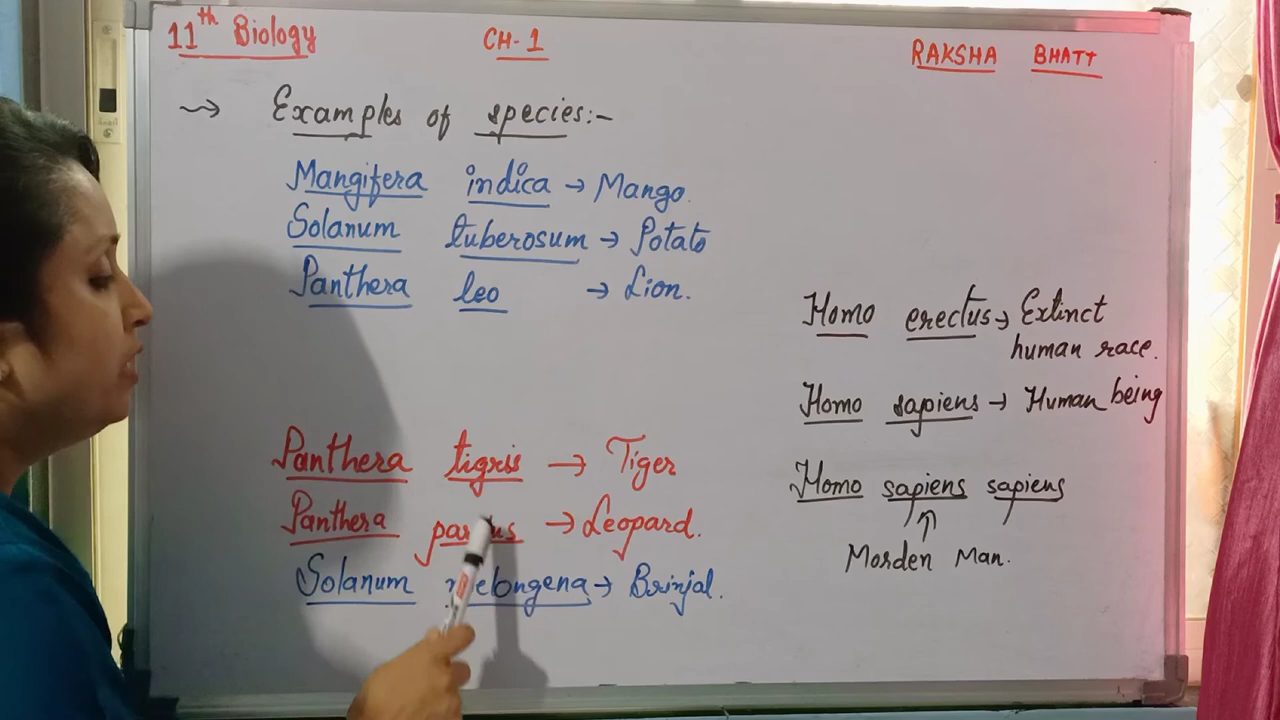 11th Biology CH-1 RAKSHA BHATT
⇝ Examples of species:-
Mangifera indica → Mango.
Solanum tuberosum → Potato
Panthera leo → Lion.
Panthera tigris → Tiger
Panthera → Leopard.
Solanum melongena → Brinjal.
Homo erectus → Extinct
human race.
Homo sapiens → Human being
Homo sapiens sapiens
Morden Man.